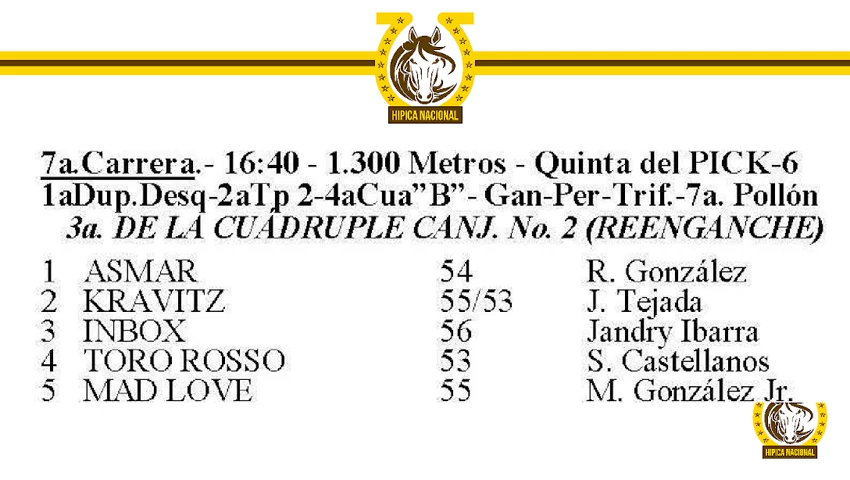 HIPICA NACIONAL
7a.Carrera.- 16:40 - 1.300 Metros - Quinta del PICK-6
1aDup.Desq-2aTp 2-4aCua”B”- Gan-Per-Trif.-7a. Pollón
3a. DE LA CUÁDRUPLE CANJ. No. 2 (REENGANCHE)
1 ASMAR 54 R. González
2 KRAVITZ 55/53 J. Tejada
3 INBOX 56 Jandry Ibarra
4 TORO ROSSO 53 S. Castellanos
5 MAD LOVE 55 M. González Jr.
HIPICA NACIONAL